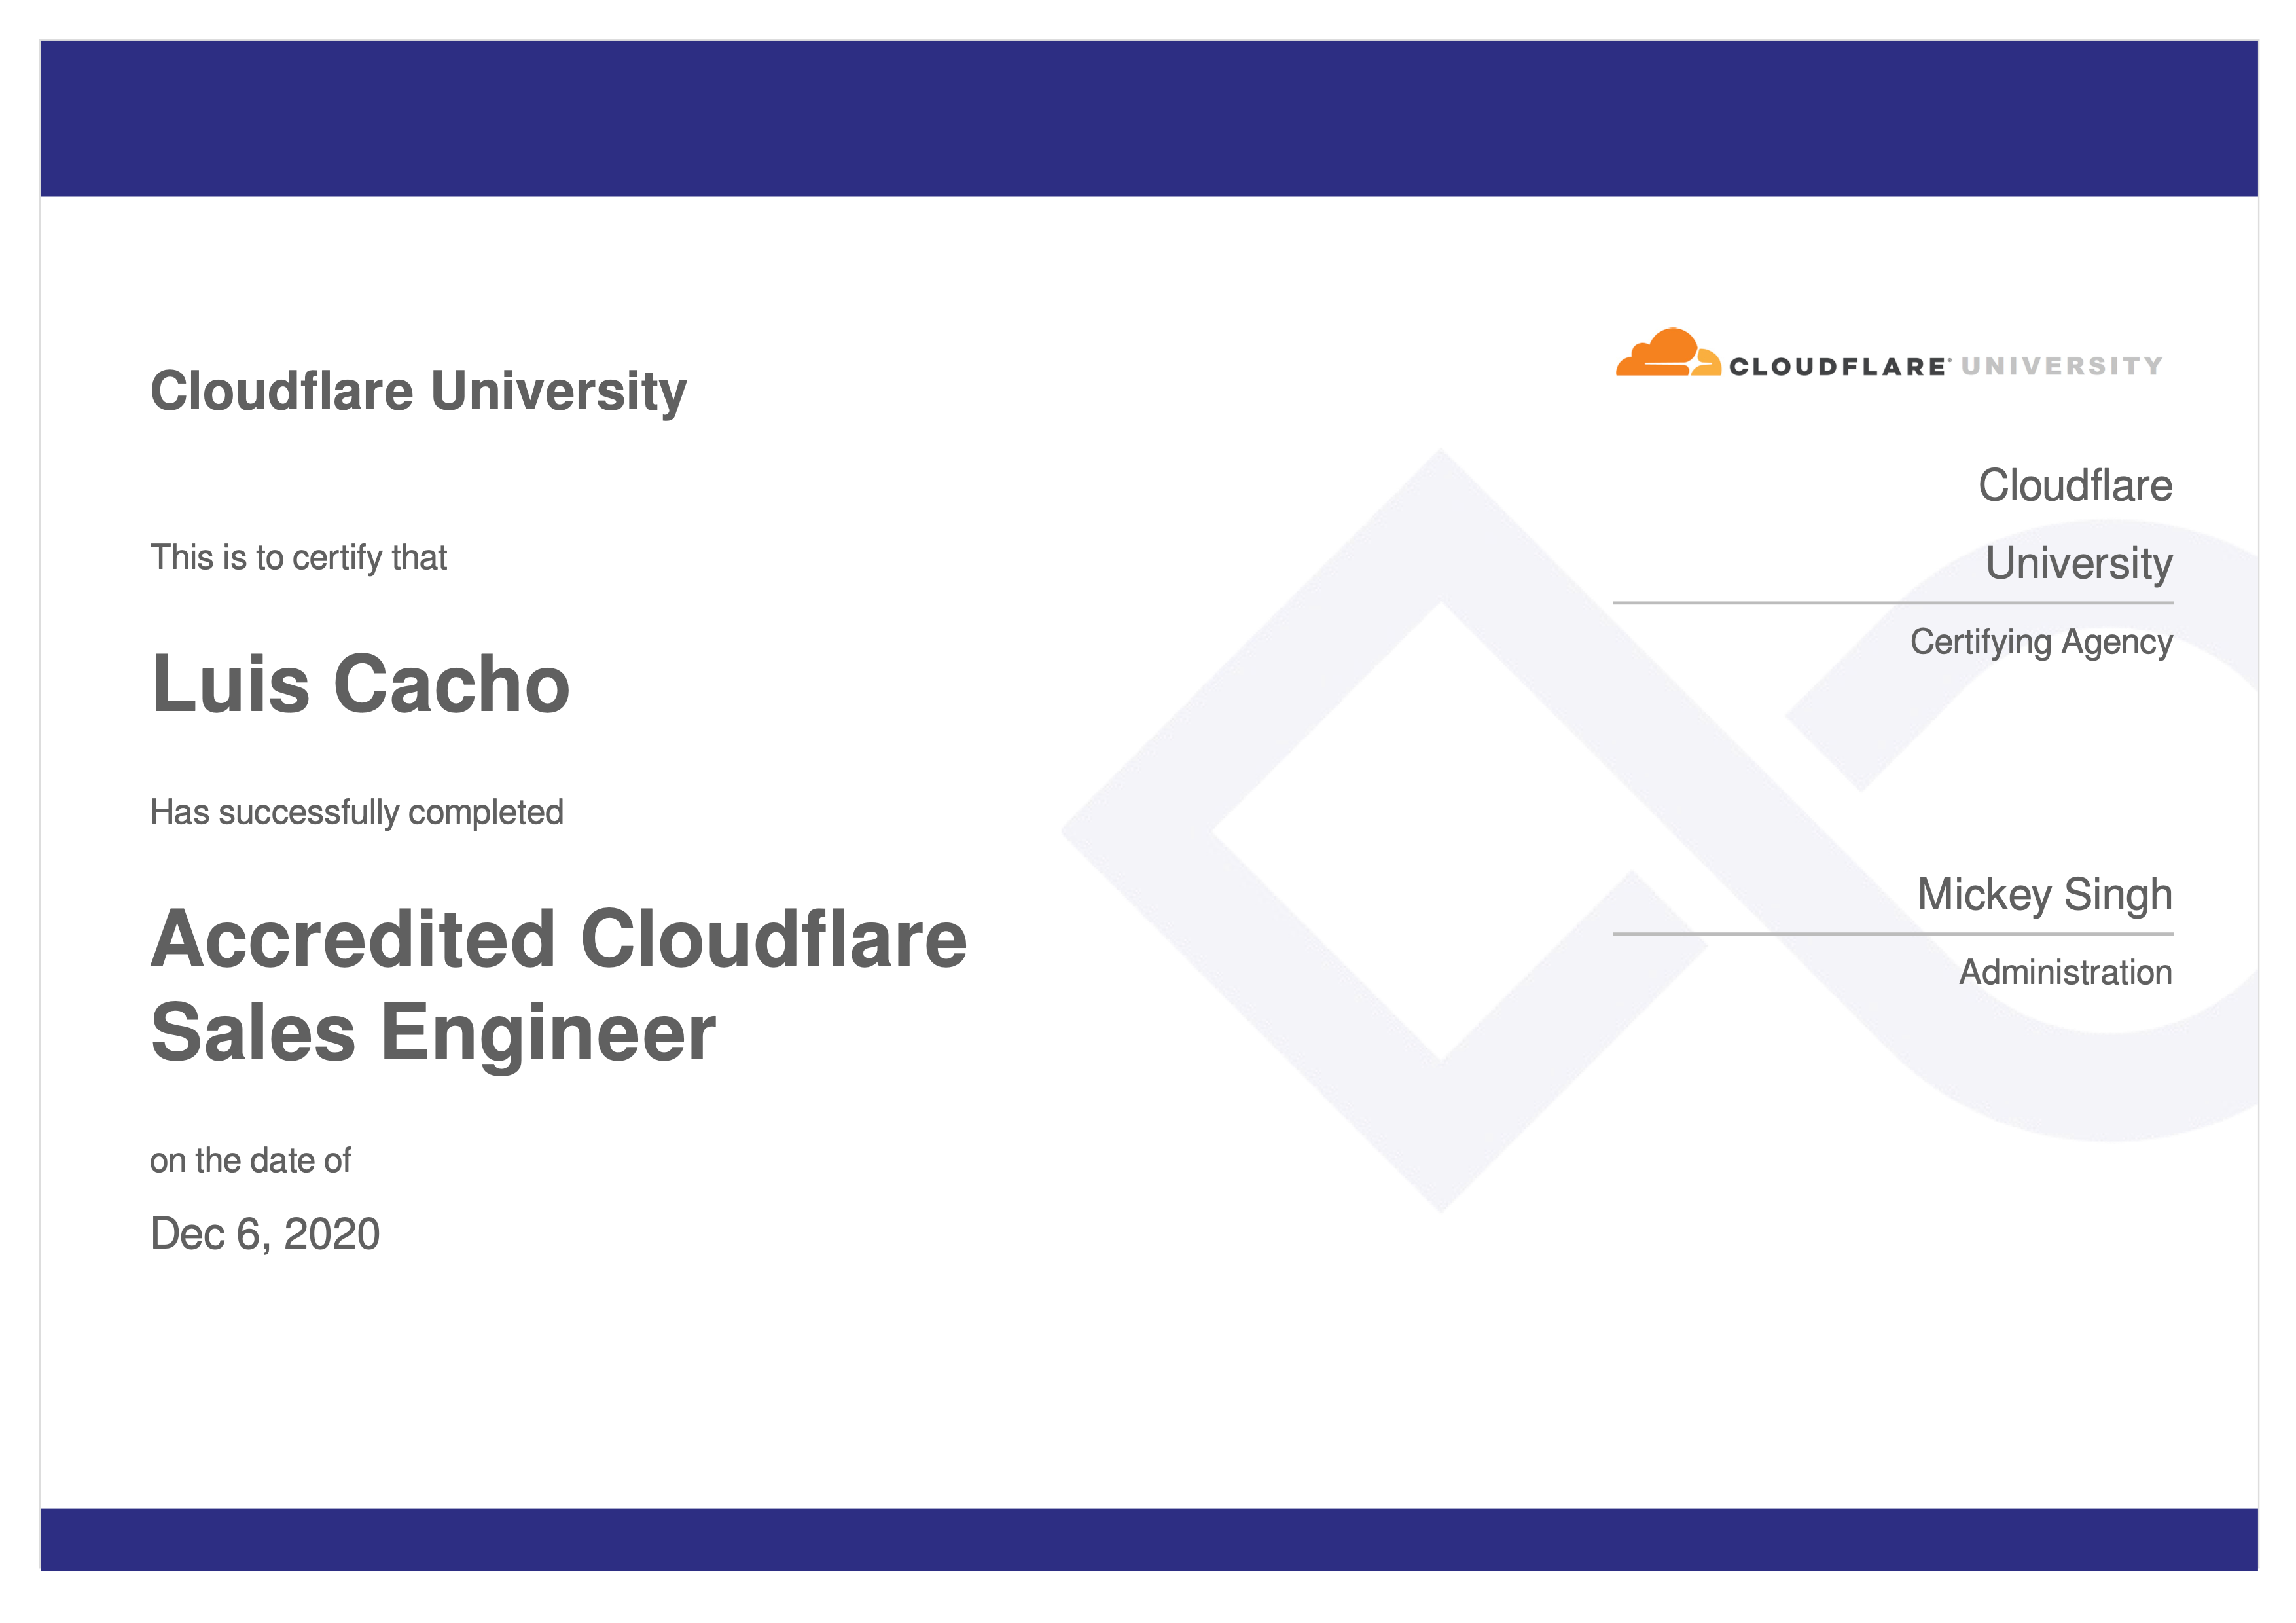 Cloudflare University
This is to certify that
Luis Cacho
Has successfully completed
Accredited Cloudflare
Sales Engineer
on the date of
Dec 6, 2020
CLOUDFLARE® UNIVERSITY
Cloudflare
University
Certifying Agency
Mickey Singh
Administration